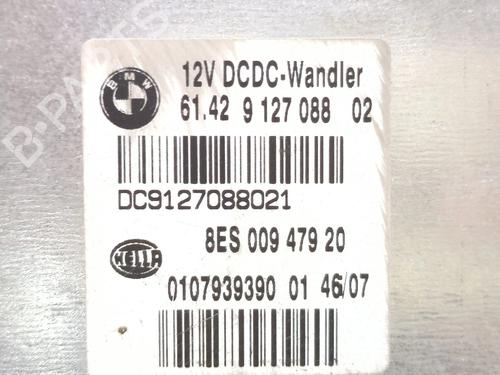 B-PARTS
BMW
12V DCDC-Wandler
61.42 9 127 088 02
DC9127088021
HELLA
8ES 009 479 20
0107939390 01 46/07